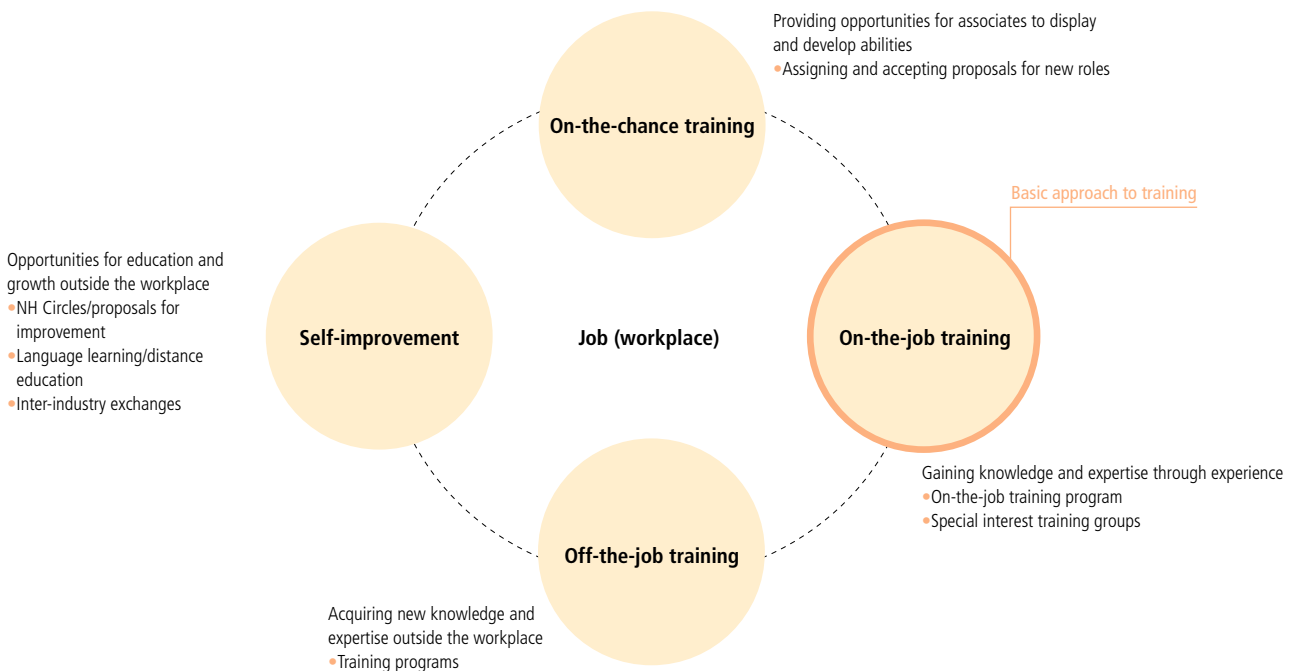 Providing opportunities for associates to display
and develop abilities
•Assigning and accepting proposals for new roles
On-the-chance training
Basic approach to training
Opportunities for education and
growth outside the workplace
•NH Circles/proposals for
improvement
•Language learning/distance
education
•Inter-industry exchanges
Self-improvement
Job (workplace)
On-the-job training
Gaining knowledge and expertise through experience
•On-the-job training program
•Special interest training groups
Off-the-job training
Acquiring new knowledge and
expertise outside the workplace
•Training programs